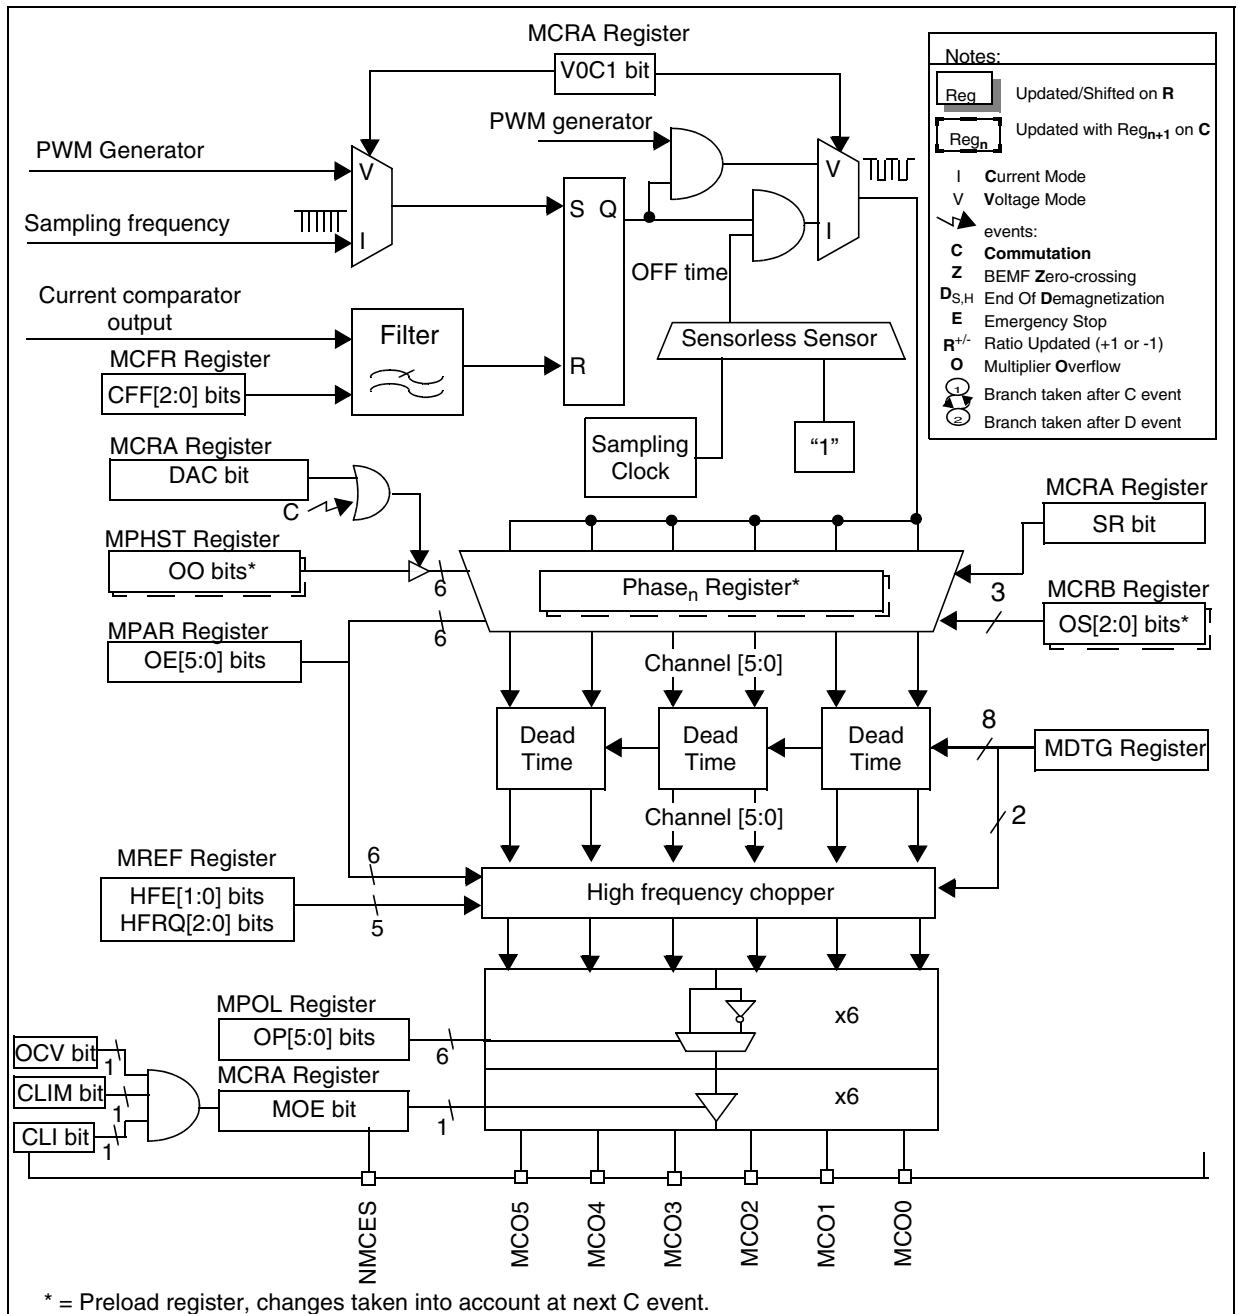 MCRA Register
V0C1 bit
PWM generator
PWM Generator
V
Sampling frequency
I
S Q
R
V
I
OFF time
Current comparator
output
Filter
MCFR Register
CFF[2:0] bits
Sensorless Sensor
Sampling
Clock
“1”
Notes:
Reg Updated/Shifted on R
Regn Updated with Regn+1 on C
I Current Mode
V Voltage Mode
events:
C Commutation
Z BEMF Zero-crossing
DS,H End Of Demagnetization
E Emergency Stop
R+/- Ratio Updated (+1 or -1)
O Multiplier Overflow
1 Branch taken after C event
2 Branch taken after D event
MCRA Register
DAC bit
C
MPHST Register
OO bits*
6
MCRA Register
SR bit
Phasen Register*
3
MCRB Register
OS[2:0] bits*
MPAR Register
OE[5:0] bits
6
Channel [5:0]
Dead
Time
Dead
Time
Dead
Time
8
MDTG Register
Channel [5:0]
2
MREF Register
HFE[1:0] bits
HFRQ[2:0] bits
6
5
High frequency chopper
MPOL Register
OP[5:0] bits
6
x6
OCV bit
1
CLIM bit
1
CLI bit
1
MCRA Register
MOE bit
1
x6
NMCES
MCO5
MCO4
MCO3
MCO2
MCO1
MCO0
* = Preload register, changes taken into account at next C event.